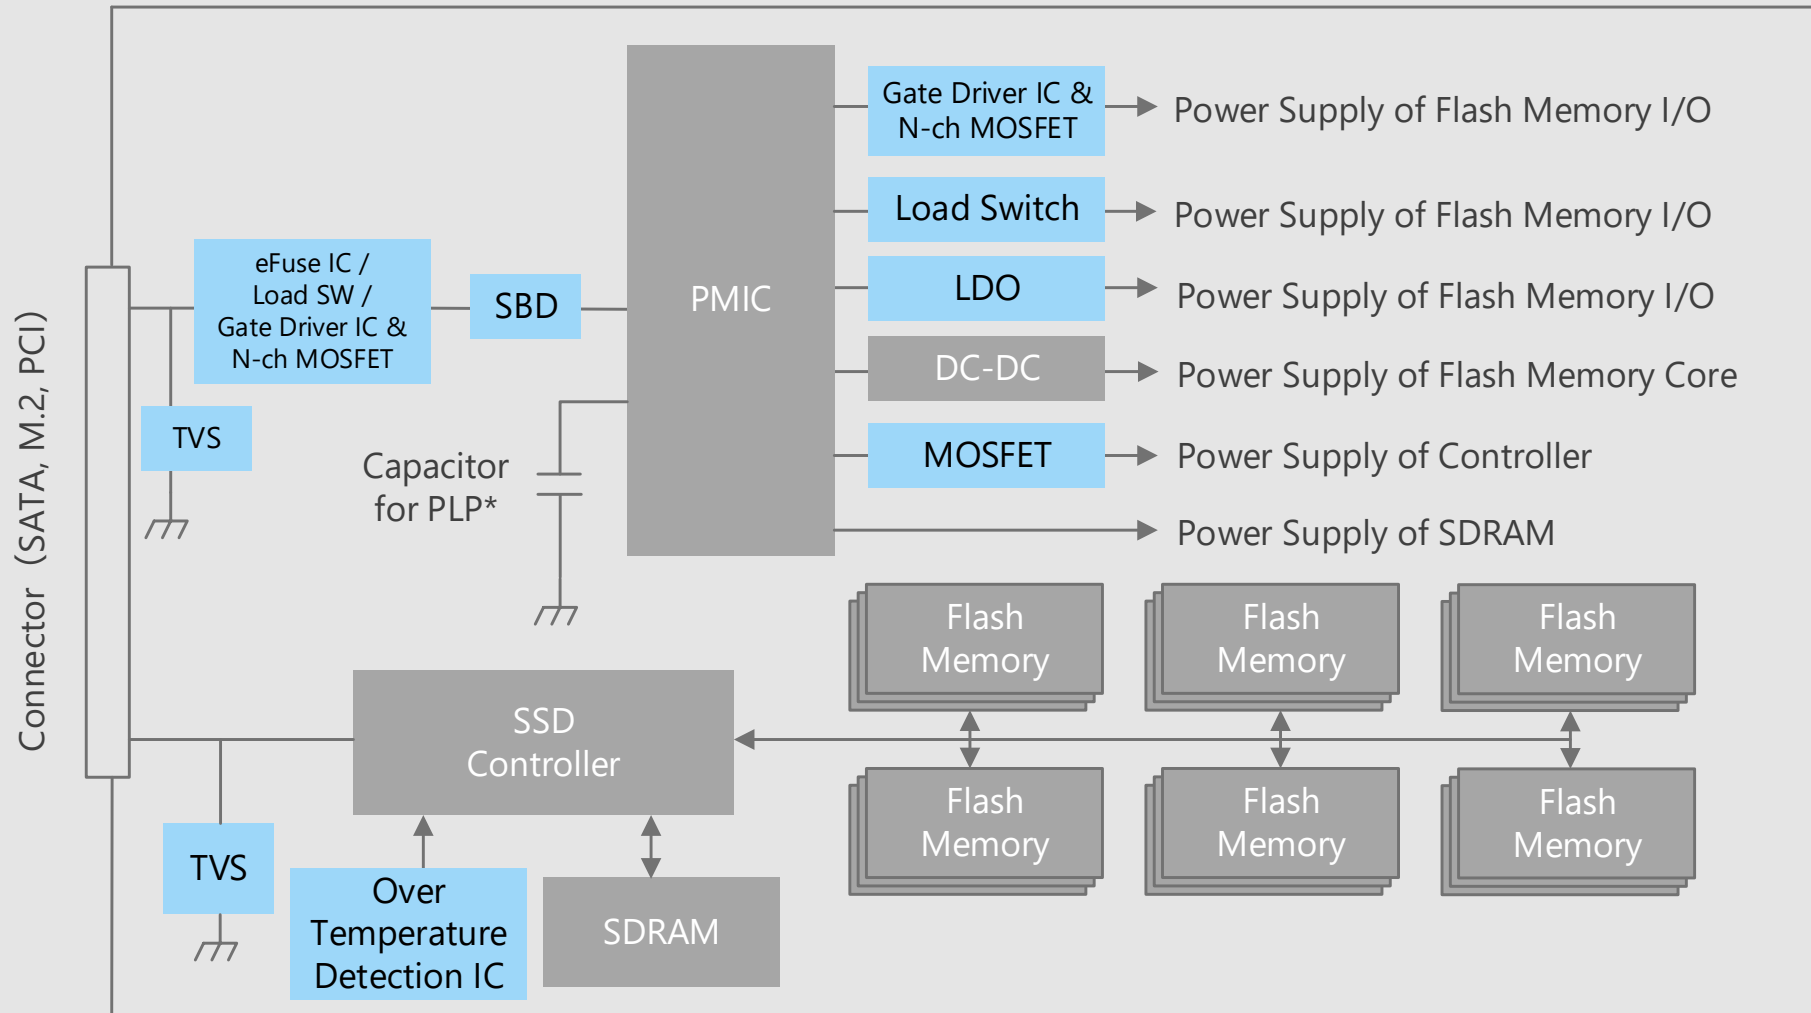 Connector (SATA, M.2, PCI)
eFuse IC /
Load SW /
Gate Driver IC &
N-ch MOSFET
SBD
TVS
Capacitor
for PLP*
PMIC
Gate Driver IC &
N-ch MOSFET
Power Supply of Flash Memory I/O
Load Switch
Power Supply of Flash Memory I/O
LDO
Power Supply of Flash Memory I/O
DC-DC
Power Supply of Flash Memory Core
MOSFET
Power Supply of Controller
Power Supply of SDRAM
SSD
Controller
TVS
Over
Temperature
Detection IC
SDRAM
Flash
Memory
Flash
Memory
Flash
Memory
Flash
Memory
Flash
Memory
Flash
Memory